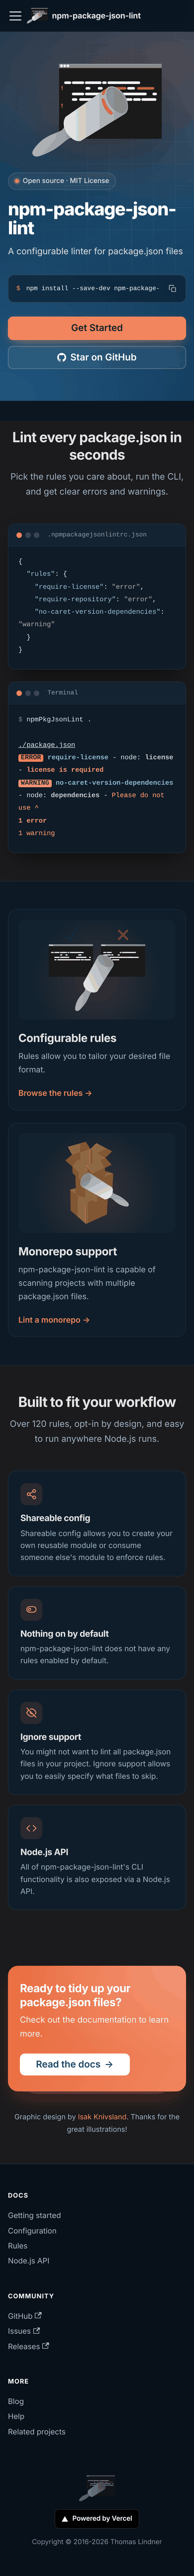 npm-package-json-lint
Open source · MIT License
npm-package-json-
lint
A configurable linter for package.json files
$ npm install --save-dev npm-package-
Get Started
Star on GitHub
Lint every package.json in
seconds
Pick the rules you care about, run the CLI,
and get clear errors and warnings.
.npmpackagejsonlintrc.json
{
"rules": {
"require-license": "error",
"require-repository": "error",
"no-caret-version-dependencies":
"warning"
}
}
Terminal
$ npmPkgJsonLint .
./package.json
ERROR require-license - node: license
- license is required
WARNING no-caret-version-dependencies
- node: dependencies - Please do not
use ^
1 error
1 warning
Configurable rules
Rules allow you to tailor your desired file
format.
Browse the rules →
Monorepo support
npm-package-json-lint is capable of
scanning projects with multiple
package.json files.
Lint a monorepo →
Built to fit your workflow
Over 120 rules, opt-in by design, and easy
to run anywhere Node.js runs.
Shareable config
Shareable config allows you to create your
own reusable module or consume
someone else's module to enforce rules.
Nothing on by default
npm-package-json-lint does not have any
rules enabled by default.
Ignore support
You might not want to lint all package.json
files in your project. Ignore support allows
you to easily specify what files to skip.
Node.js API
All of npm-package-json-lint's CLI
functionality is also exposed via a Node.js
API.
Ready to tidy up your
package.json files?
Check out the documentation to learn
more.
Read the docs →
Graphic design by Isak Knivsland. Thanks for the
great illustrations!
DOCS
Getting started
Configuration
Rules
Node.js API
COMMUNITY
GitHub
Issues
Releases
MORE
Blog
Help
Related projects
Powered by Vercel
Copyright © 2016-2026 Thomas Lindner